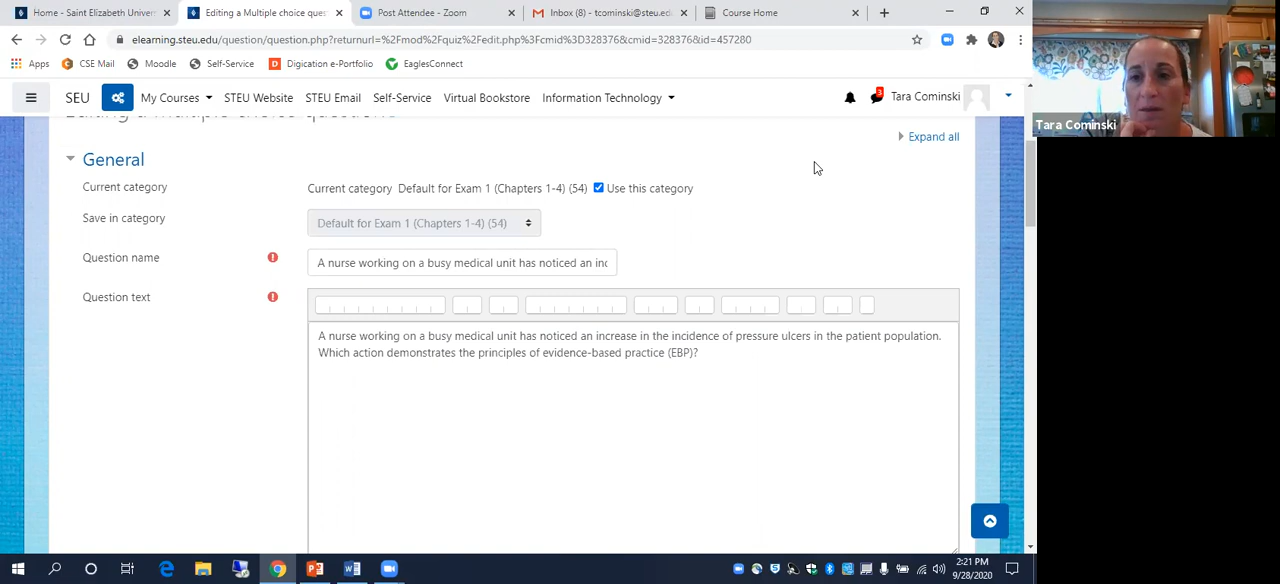 Home - Saint Elizabeth Univer
Editing a Multiple choice ques
Post Attendee - Zoom
Inbox (8) - tcominski@steu.ed
Course Home
elearning.steu.edu/question/question.php?returnurl=%2Fmod%2Fquiz%2Fedit.php%3Fcmid%3D328376&cmid=328376&id=457280
Apps
CSE Mail
Moodle
Self-Service
Digication e-Portfolio
EaglesConnect
SEU
My Courses
STEU Website
STEU Email
Self-Service
Virtual Bookstore
Information Technology
3
Tara Cominski
Tara Cominski
Expand all
General
Current category
Current category Default for Exam 1 (Chapters 1-4) (54)
Use this category
Save in category
Default for Exam 1 (Chapters 1-4) (54)
Question name
A nurse working on a busy medical unit has noticed an inc
Question text
A nurse working on a busy medical unit has noticed an increase in the incidence of pressure ulcers in the patient population.
Which action demonstrates the principles of evidence-based practice (EBP)?
2:21 PM
9/28/2020